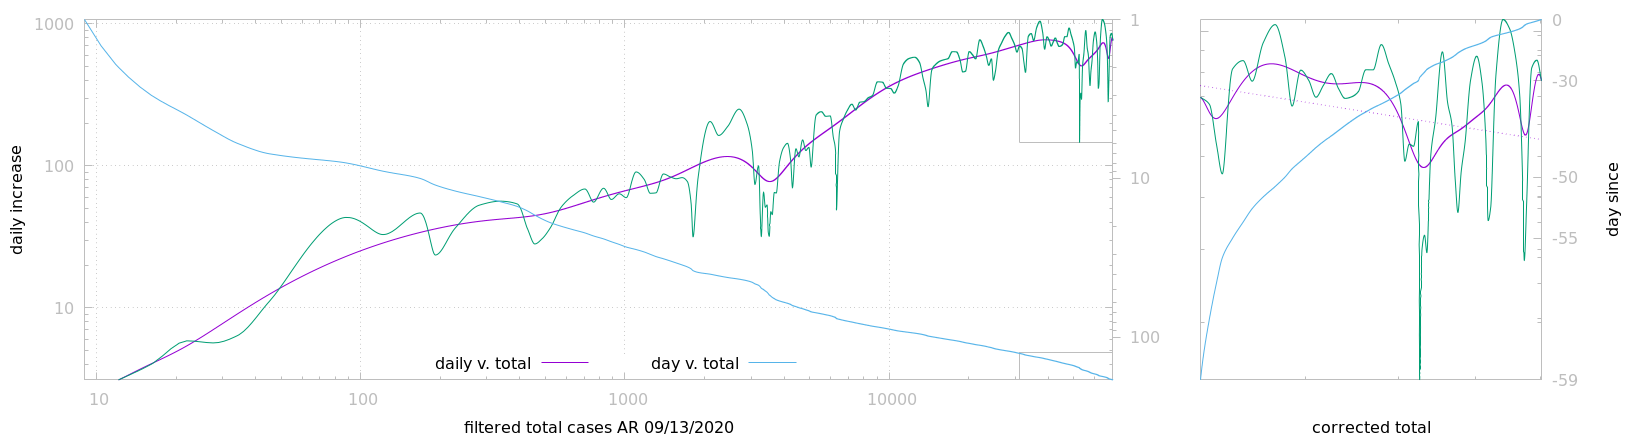 1000
100
10
daily increase
10
100
1000
10000
filtered total cases AR 09/13/2020
daily v. total
day v. total
1
10
100
0
-30
-50
-55
-59
day since
corrected total